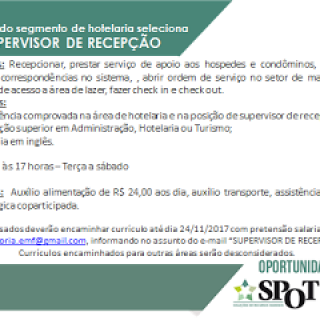 do segmento de hotelaria seleciona
PERVISOR DE RECEPÇÃO
s: Recepcionar, prestar serviço de apoio aos hospedes e condôminos,
correspondências no sistema, , abrir ordem de serviço no setor de ma
de acesso a área de lazer, fazer check in e check out.
s:
ência comprovada na área de hotelaria e na posição de supervisor de rece
ção superior em Administração, Hotelaria ou Turismo;
ia em inglês.
às 17 horas – Terça a sábado
s: Auxílio alimentação de R$ 24,00 aos dia, auxílio transporte, assistência
gica coparticipada.
sados deverão encaminhar currículo até dia 24/11/2017 com pretensão salaria
oria.emf@gmail.com, informando no assunto do e-mail "SUPERVISOR DE RECEP
Currículos encaminhados para outras áreas serão desconsiderados.
OPORTUNIDA
SPOT